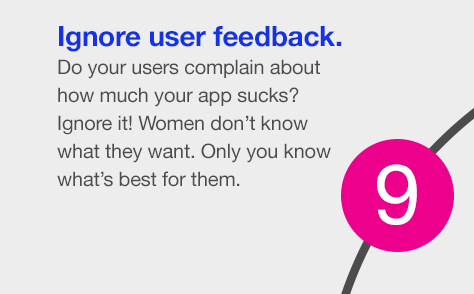 Ignore user feedback.
Do your users complain about
how much your app sucks?
Ignore it! Women don’t know
what they want. Only you know
what’s best for them.
9